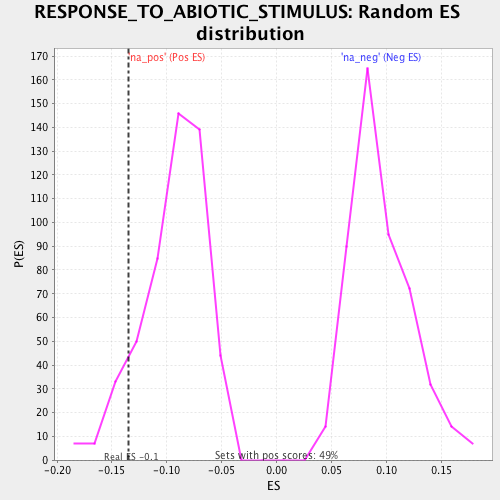 RESPONSE_TO_ABIOTIC_STIMULUS: Random ES
distribution
'na_pos' (Pos ES)
'na_neg' (Neg ES)
170
160
150
140
130
120
110
100
90
80
70
60
50
40
30
20
10
0
P(ES)
Real ES -0.1
Sets with pos scores: 49%
-0.20 -0.15 -0.10 -0.05 0.00 0.05 0.10 0.15
ES